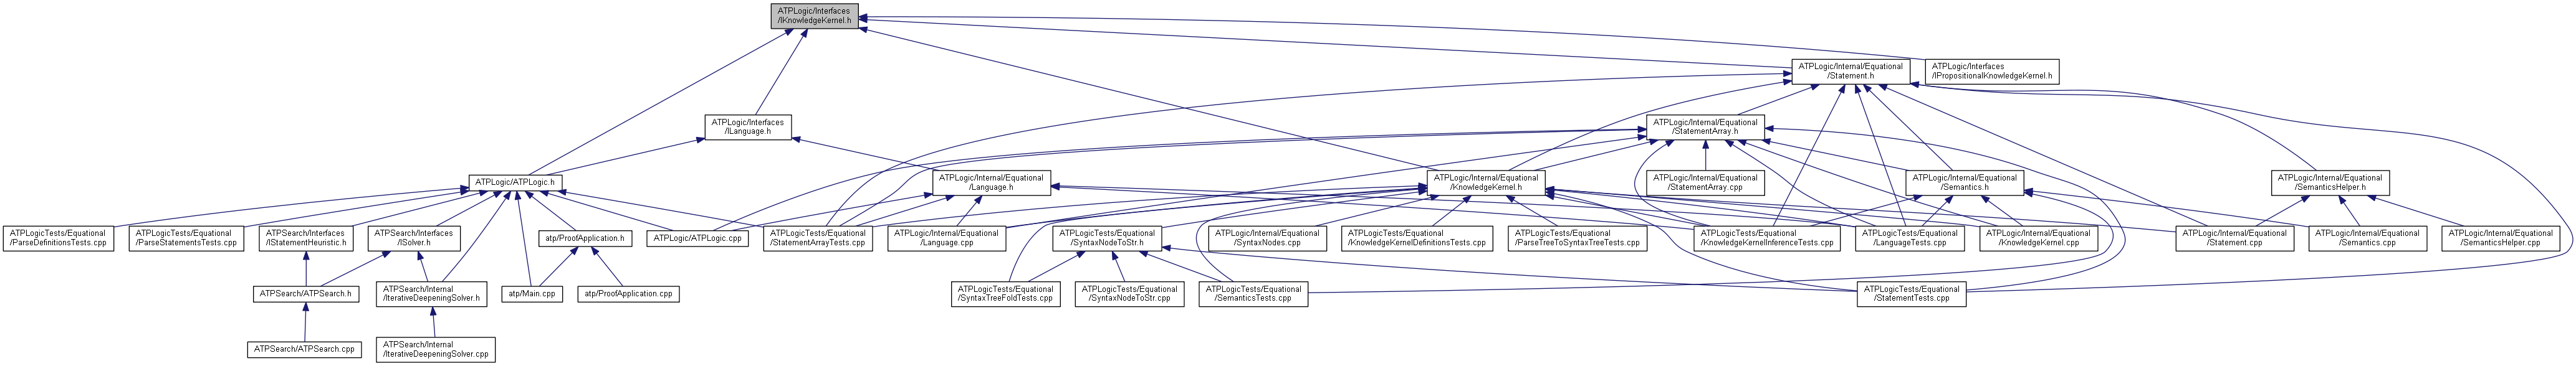 ATPLogic/Interfaces
/IKnowledgeKernel.h
ATPLogic/Internal/Equational
/Statement.h
ATPLogic/Interfaces
/IPropositionalKnowledgeKernel.h
ATPLogic/Interfaces
/ILanguage.h
ATPLogic/Internal/Equational
/StatementArray.h
ATPLogic/ATPLogic.h
ATPLogic/Internal/Equational
/Language.h
ATPLogic/Internal/Equational
/KnowledgeKernel.h
ATPLogic/Internal/Equational
/StatementArray.cpp
ATPLogic/Internal/Equational
/Semantics.h
ATPLogic/Internal/Equational
/SemanticsHelper.h
ATPLogicTests/Equational
/ParseDefinitionsTests.cpp
ATPLogicTests/Equational
/ParseStatementsTests.cpp
ATPSearch/Interfaces
/IStatementHeuristic.h
ATPSearch/Interfaces
/ISolver.h
atp/ProofApplication.h
ATPLogic/ATPLogic.cpp
ATPLogicTests/Equational
/StatementArrayTests.cpp
ATPLogic/Internal/Equational
/Language.cpp
ATPLogicTests/Equational
/SyntaxNodeToStr.h
ATPLogic/Internal/Equational
/SyntaxNodes.cpp
ATPLogicTests/Equational
/KnowledgeKernelDefinitionsTests.cpp
ATPLogicTests/Equational
/ParseTreeToSyntaxTreeTests.cpp
ATPLogicTests/Equational
/KnowledgeKernelInferenceTests.cpp
ATPLogicTests/Equational
/LanguageTests.cpp
ATPLogic/Internal/Equational
/KnowledgeKernel.cpp
ATPLogic/Internal/Equational
/Statement.cpp
ATPLogic/Internal/Equational
/Semantics.cpp
ATPLogic/Internal/Equational
/SemanticsHelper.cpp
ATPSearch/ATPSearch.h
ATPSearch/Internal
/IterativeDeepeningSolver.h
atp/Main.cpp
atp/ProofApplication.cpp
ATPLogicTests/Equational
/SyntaxTreeFoldTests.cpp
ATPLogicTests/Equational
/SyntaxNodeToStr.cpp
ATPLogicTests/Equational
/SemanticsTests.cpp
ATPLogicTests/Equational
/StatementTests.cpp
ATPSearch/ATPSearch.cpp
ATPSearch/Internal
/IterativeDeepeningSolver.cpp